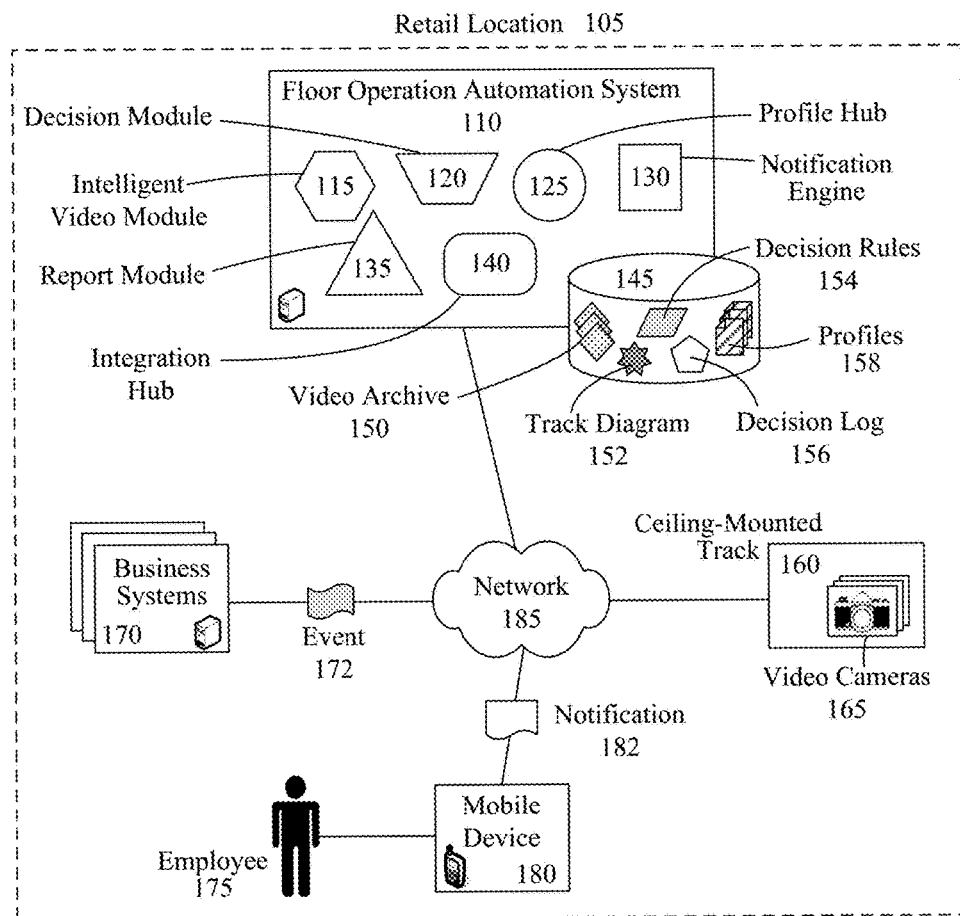 Retail Location 105
Floor Operation Automation System
110
Decision Module
Profile Hub
Intelligent
Video Module
115
120
125
130
Notification
Engine
Report Module
135
140
145
Decision Rules
154
Integration
Hub
Profiles
158
Video Archive
150
Track Diagram
152
Decision Log
156
Business
Systems
170
Event
172
Network
185
Ceiling-Mounted
Track
160
Video Cameras
165
Notification
182
Employee
175
Mobile
Device
180